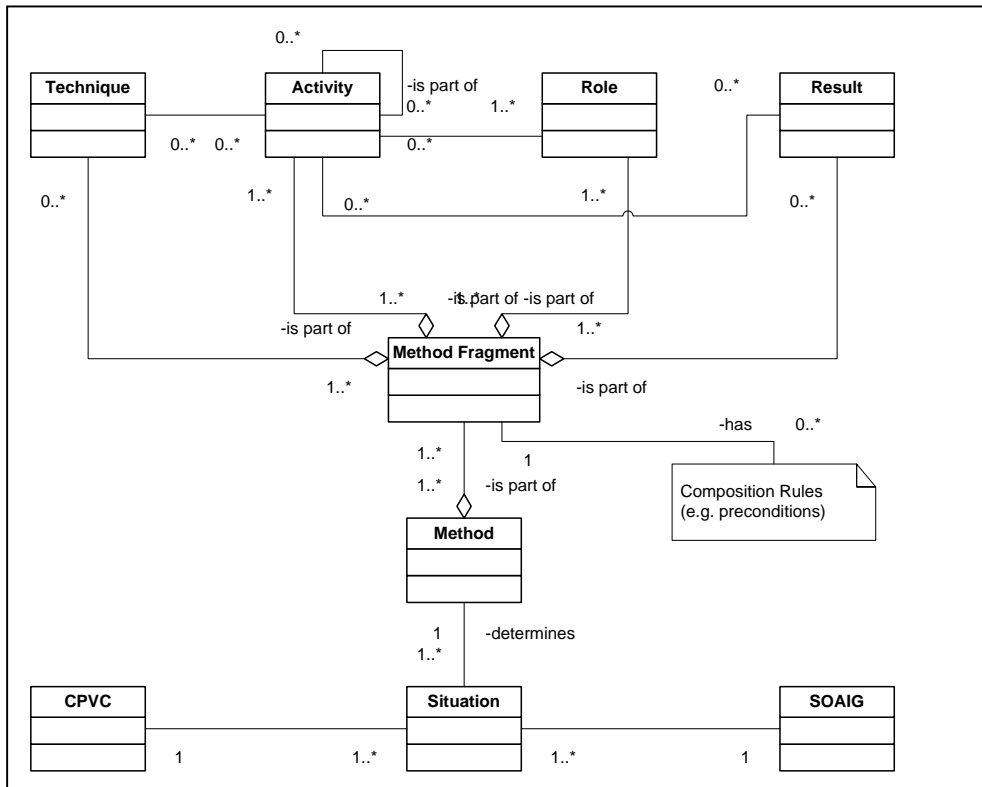 0..*
Technique
Activity
-is part of
Role
0..*
Result
0..*
1..*
0..*
0..*
0..*
0..*
1..*
0..*
1..*
0..*
1..*
-is part of
1..*
-is part of
-is part of
1..*
Method Fragment
1..*
-is part of
-has
0..*
1..*
1
1..*
-is part of
Composition Rules
(e.g. preconditions)
Method
1
-determines
1..*
CPVC
Situation
SOAIG
1
1..*
1..*
1